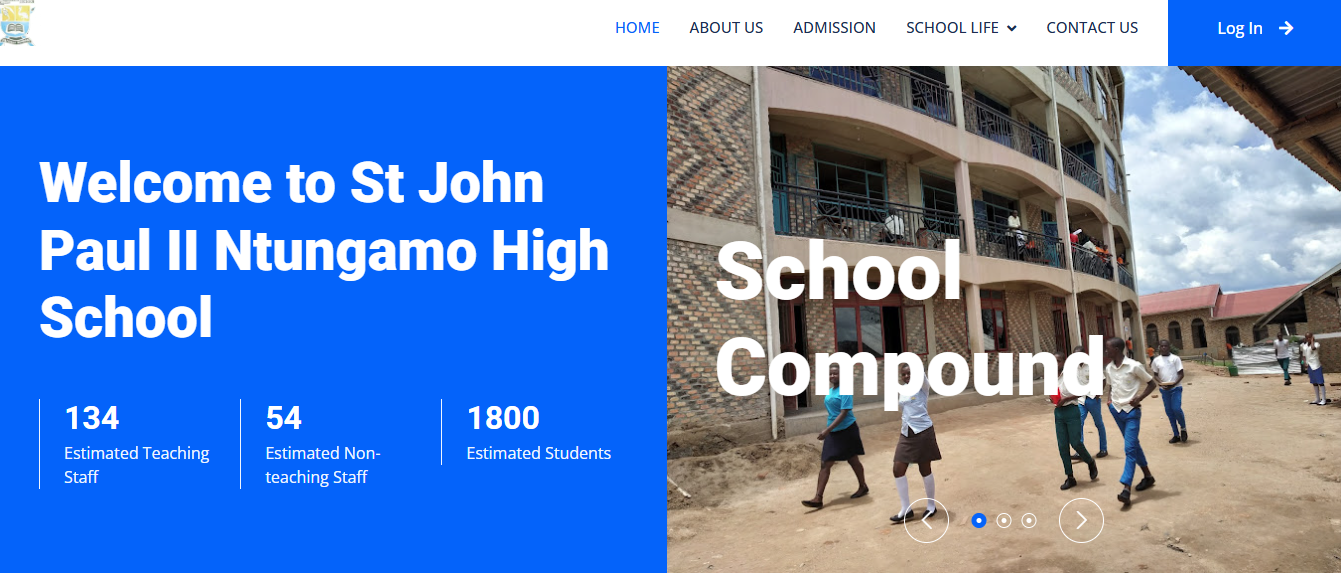 HOME
ABOUT US
ADMISSION
SCHOOL LIFE
CONTACT US
Log In
Welcome to St John
Paul II Ntungamo High
School
134
Estimated Teaching
Staff
54
Estimated Non-
teaching Staff
1800
Estimated Students
School
Compound